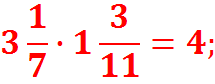 3 1/7 · 1 3/11 = 4;